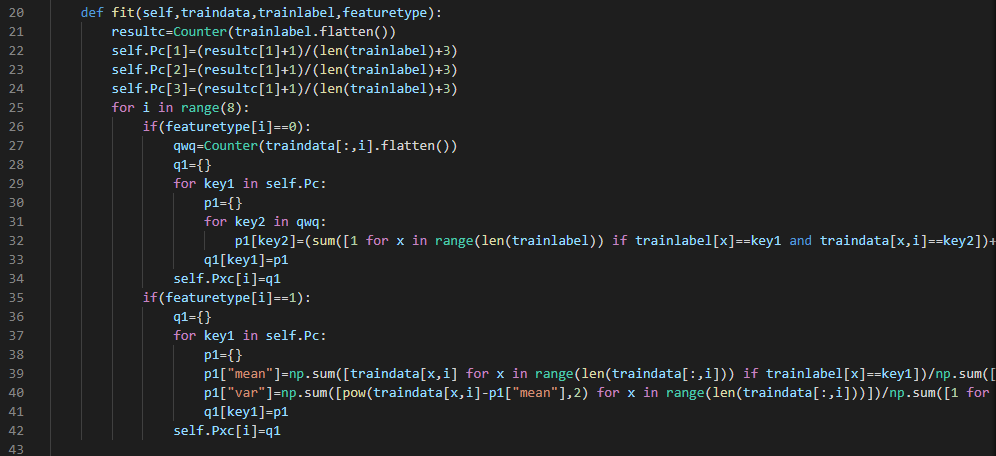 20 def fit(self,traindata,trainlabel,featuretype):
21 resultc=Counter(trainlabel.flatten())
22 self.Pc[1]=(resultc[1]+1)/(len(trainlabel)+3)
23 self.Pc[2]=(resultc[1]+1)/(len(trainlabel)+3)
24 self.Pc[3]=(resultc[1]+1)/(len(trainlabel)+3)
25 for i in range(8):
26 if(featuretype[i]==0):
27 qwq=Counter(traindata[:,i].flatten())
28 q1={}
29 for key1 in self.Pc:
30 p1={}
31 for key2 in qwq:
32 p1[key2]=(sum([1 for x in range(len(trainlabel)) if trainlabel[x]==key1 and traindata[x,i]==key2])+
33 q1[key1]=p1
34 self.Pxc[i]=q1
35 if(featuretype[i]==1):
36 q1={}
37 for key1 in self.Pc:
38 p1={}
39 p1["mean"]=np.sum([traindata[x,i] for x in range(len(traindata[:,i])) if trainlabel[x]==key1])/np.sum([
40 p1["var"]=np.sum([pow(traindata[x,i]-p1["mean"],2) for x in range(len(traindata[:,i]))])/np.sum([1 for
41 q1[key1]=p1
42 self.Pxc[i]=q1
43